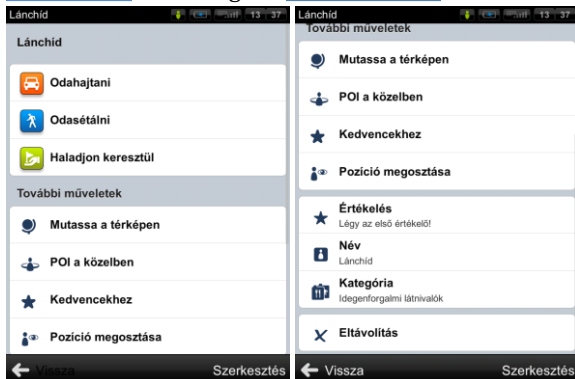 Lánchíd
13 37
Lánchíd
Odahajtani
Odasétálni
Haladjon keresztül
További műveletek
Mutassa a térképen
POI a közelben
Kedvencekhez
Pozíció megosztása
Vissza
Szerkesztés
Lánchíd
13 37
További műveletek
Mutassa a térképen
POI a közelben
Kedvencekhez
Pozíció megosztása
Értékelés
Légy az első értékelő!
Név
Lánchíd
Kategória
Idegenforgalmi látnivalók
Eltávolítás
Vissza
Szerkesztés